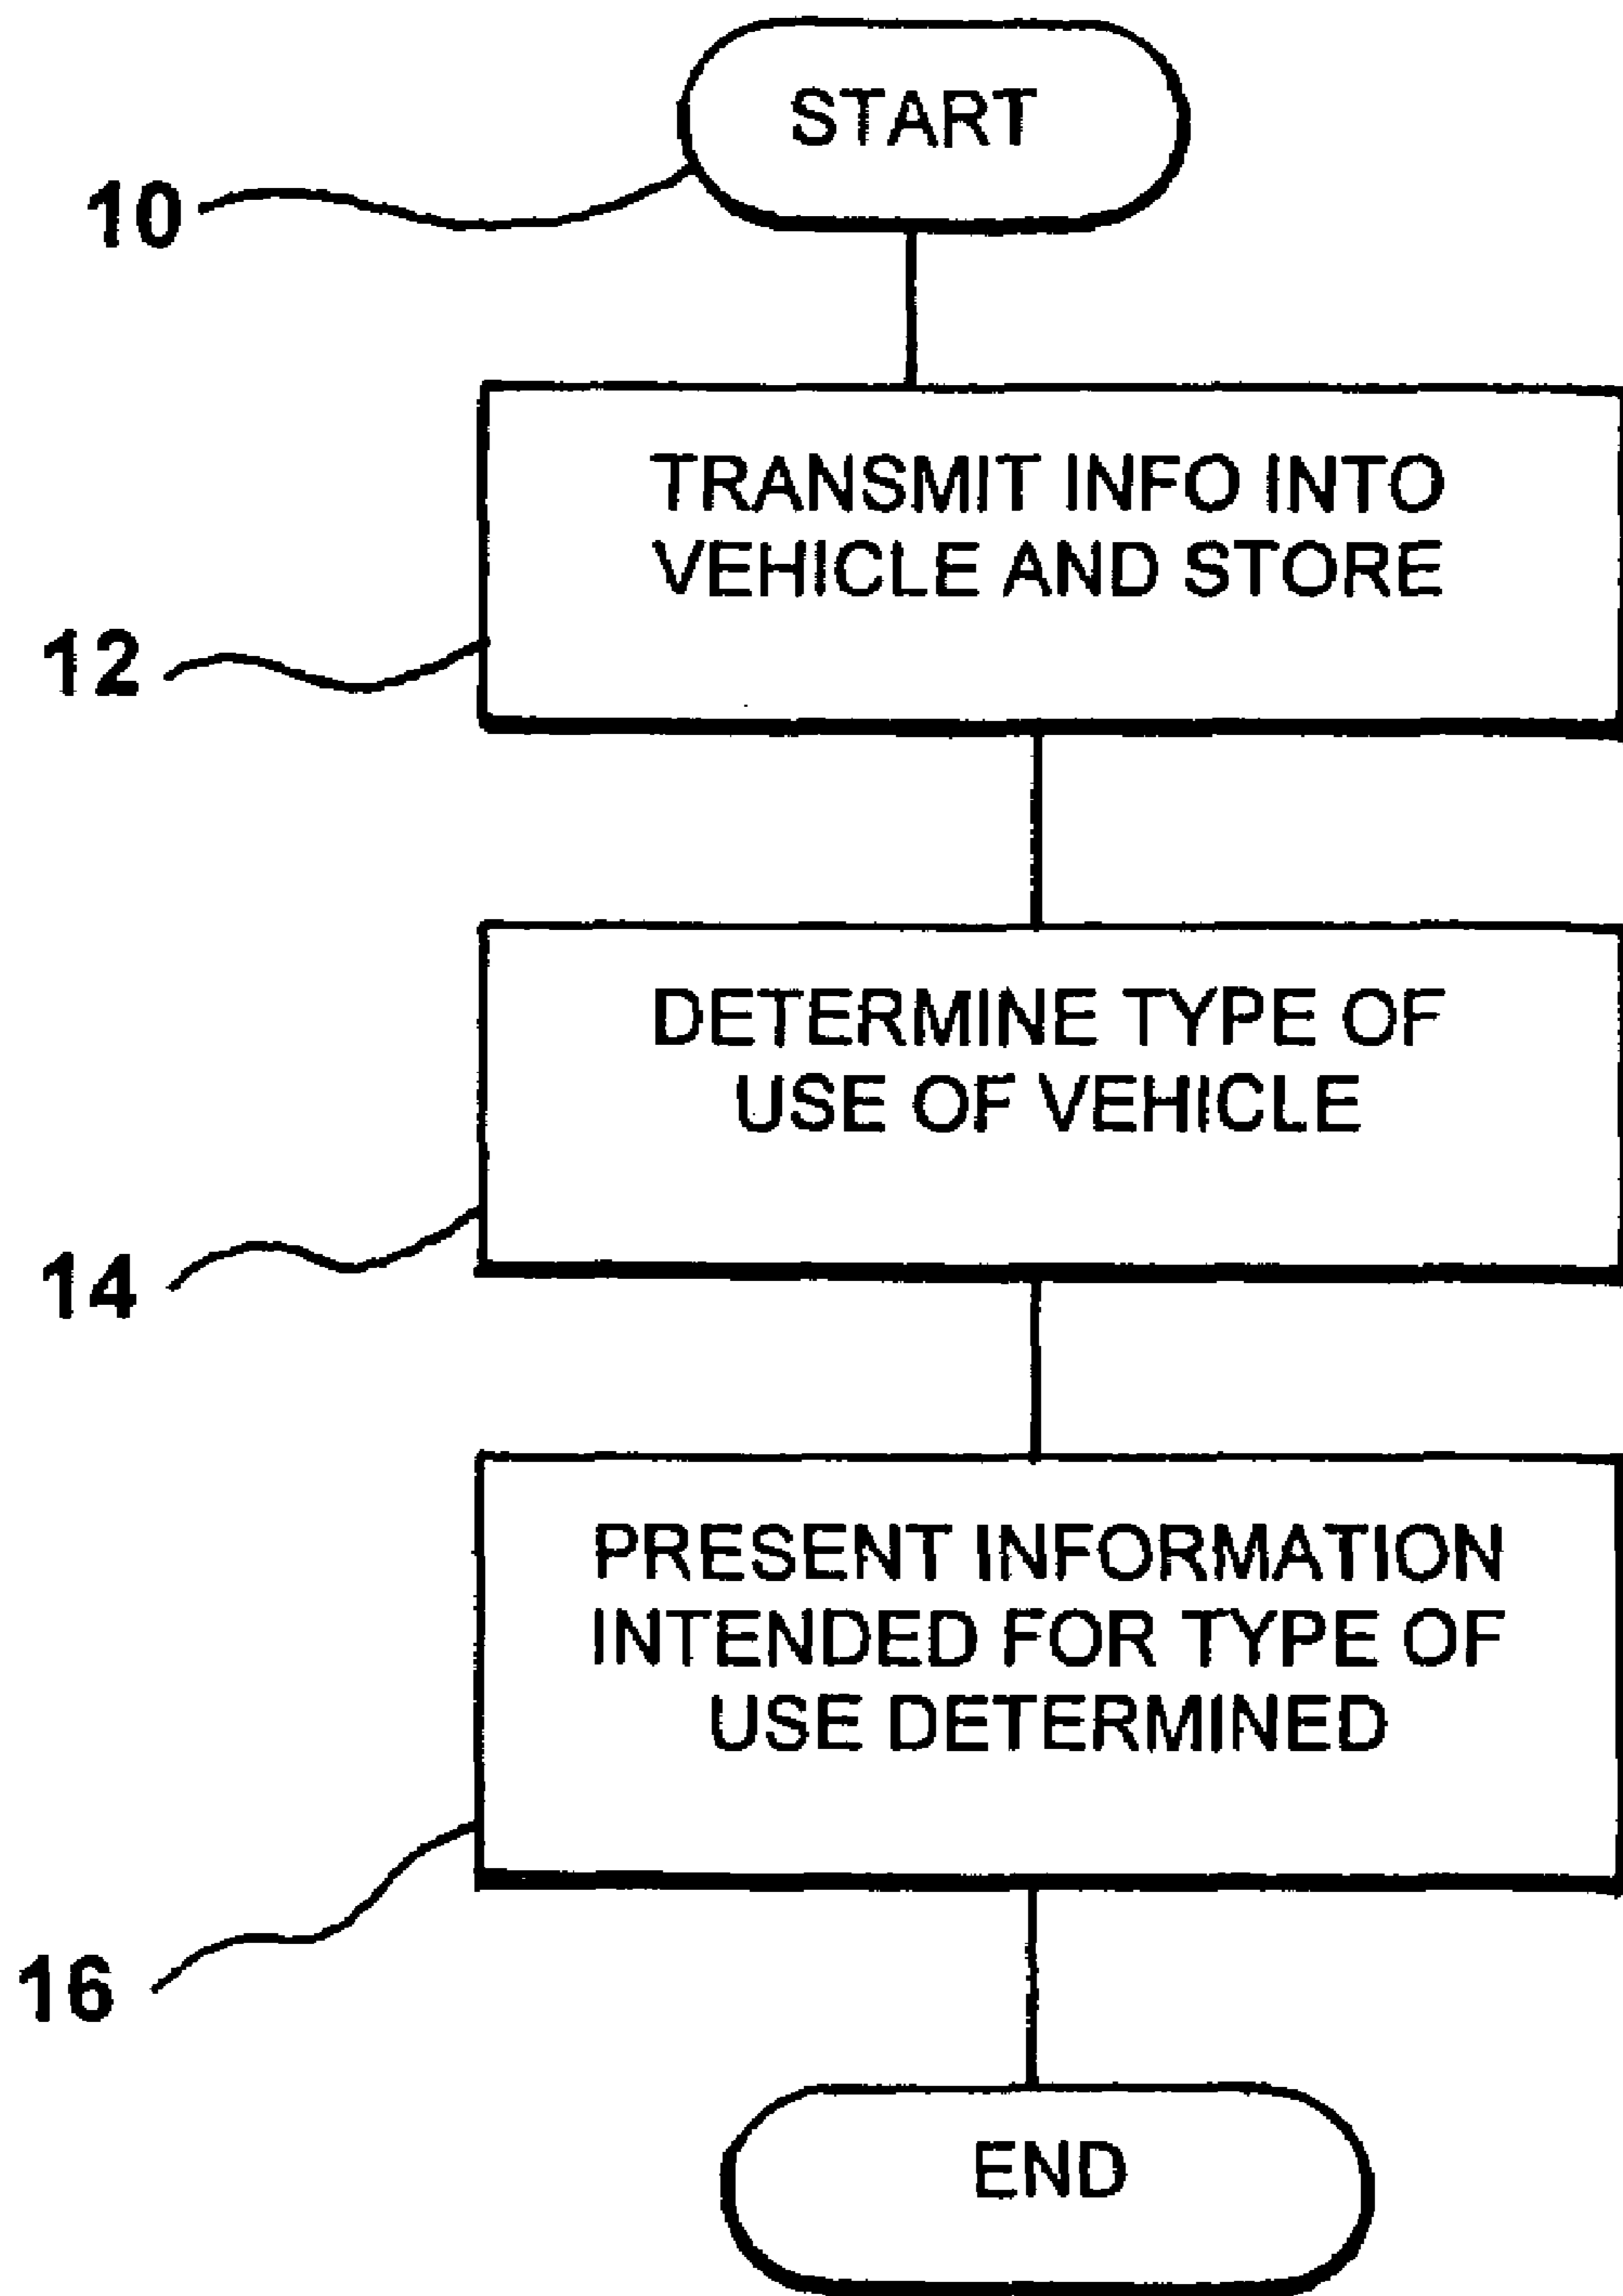 START
10
TRANSMIT INFO INTO
VEHICLE AND STORE
12
DETERMINE TYPE OF
USE OF VEHICLE
14
PRESENT INFORMATION
INTENDED FOR TYPE OF
USE DETERMINED
16
END